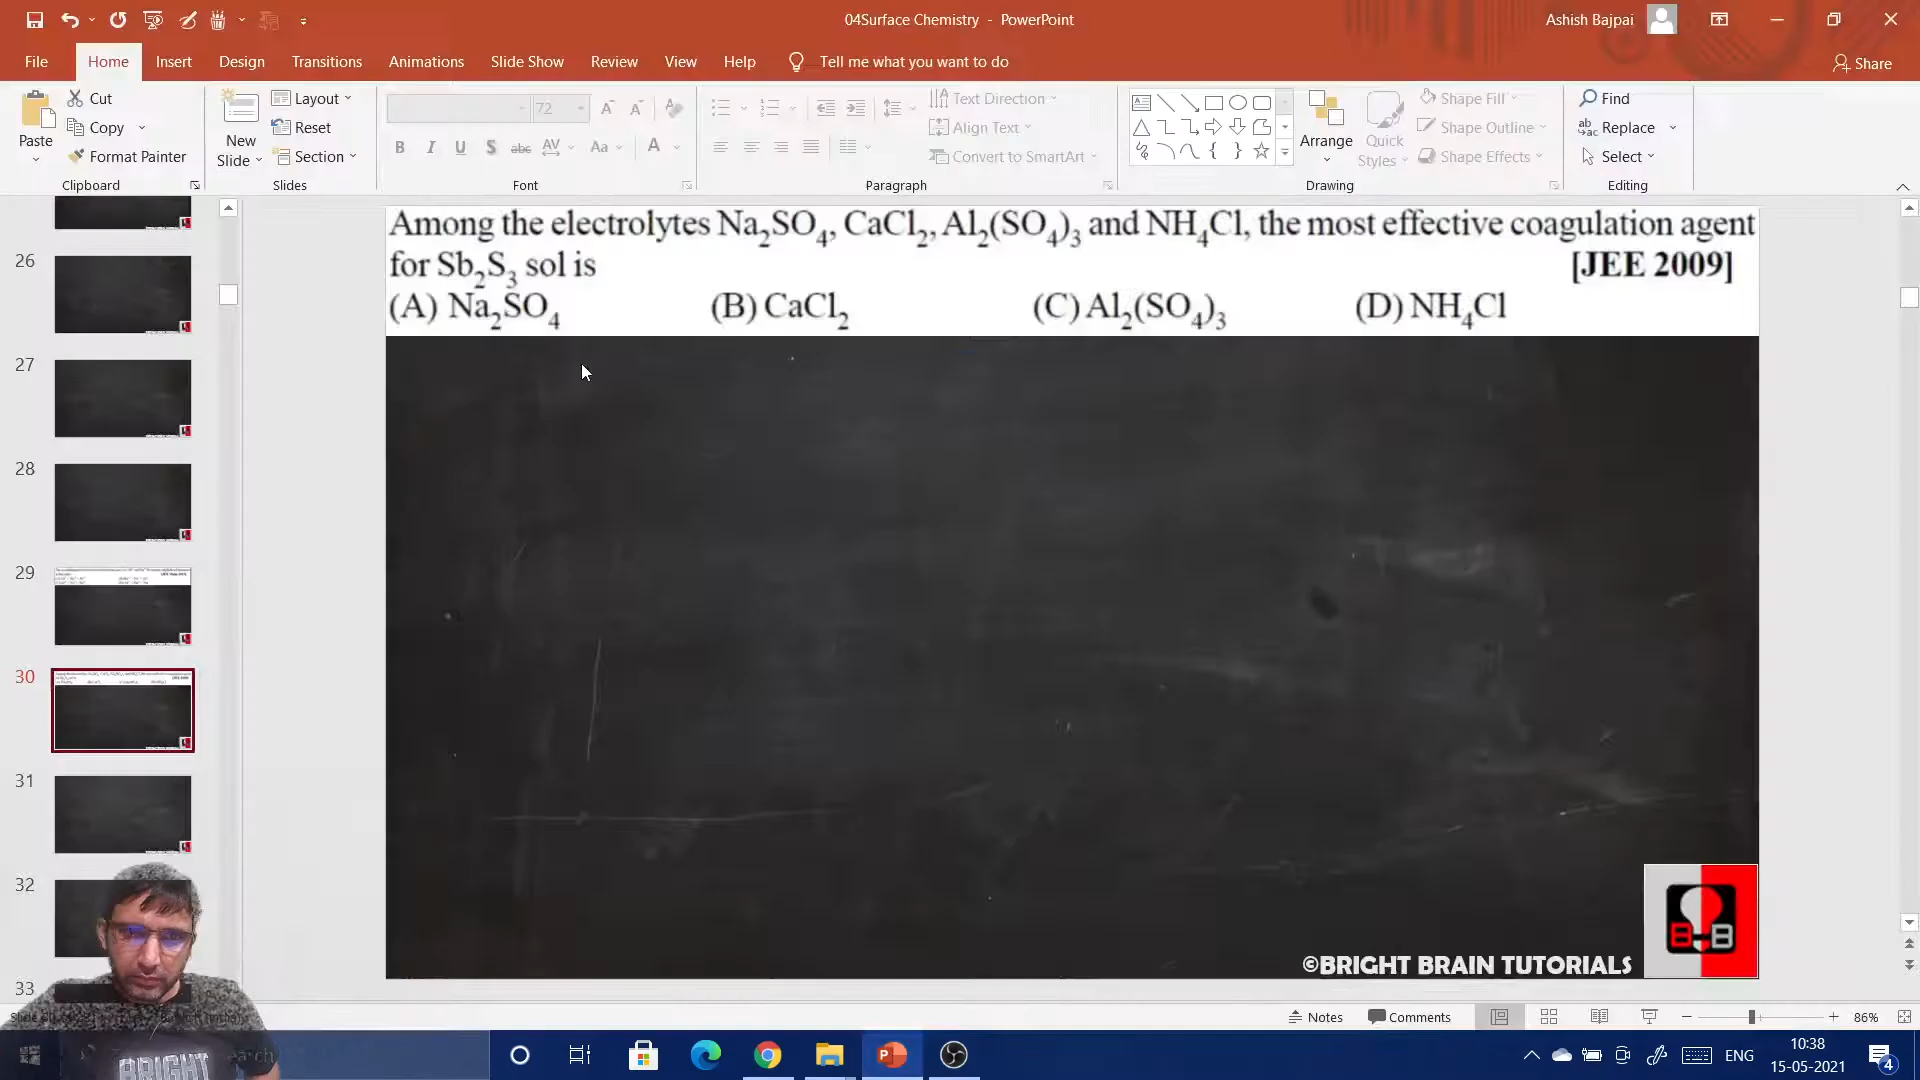 04Surface Chemistry - PowerPoint
Ashish Bajpai
File Home Insert Design Transitions Animations Slide Show Review View Help Tell me what you want to do
Share
Paste
Cut
Copy
Format Painter
Clipboard
New Slide
Layout
Reset
Section
Slides
72
Font
Text Direction
Align Text
Convert to SmartArt
Paragraph
Arrange
Quick Styles
Shape Fill
Shape Outline
Shape Effects
Drawing
Find
Replace
Select
Editing
Among the electrolytes Na₂SO₄, CaCl₂, Al₂(SO₄)₃ and NH₄Cl, the most effective coagulation agent
for Sb₂S₃ sol is [JEE 2009]
(A) Na₂SO₄ (B) CaCl₂ (C) Al₂(SO₄)₃ (D) NH₄Cl
26
27
28
29
30
31
32
33
©BRIGHT BRAIN TUTORIALS
BRIGHT
Notes
Comments
86%
ENG
10:38
15-05-2021
4